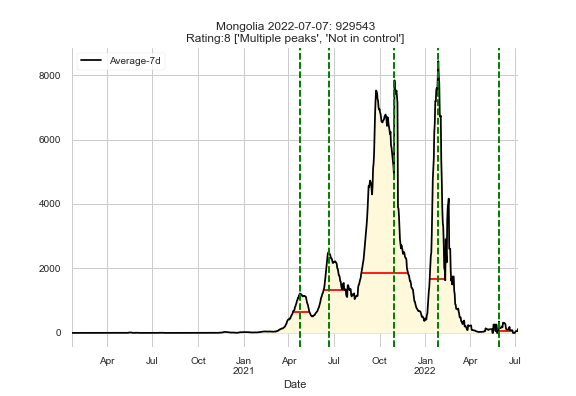 Mongolia 2022-07-07: 929543
Rating:8 ['Multiple peaks', 'Not in control']
Average-7d
8000
6000
4000
2000
0
Apr Jul Oct Jan Apr Jul Oct Jan Apr Jul
2021 2022
Date